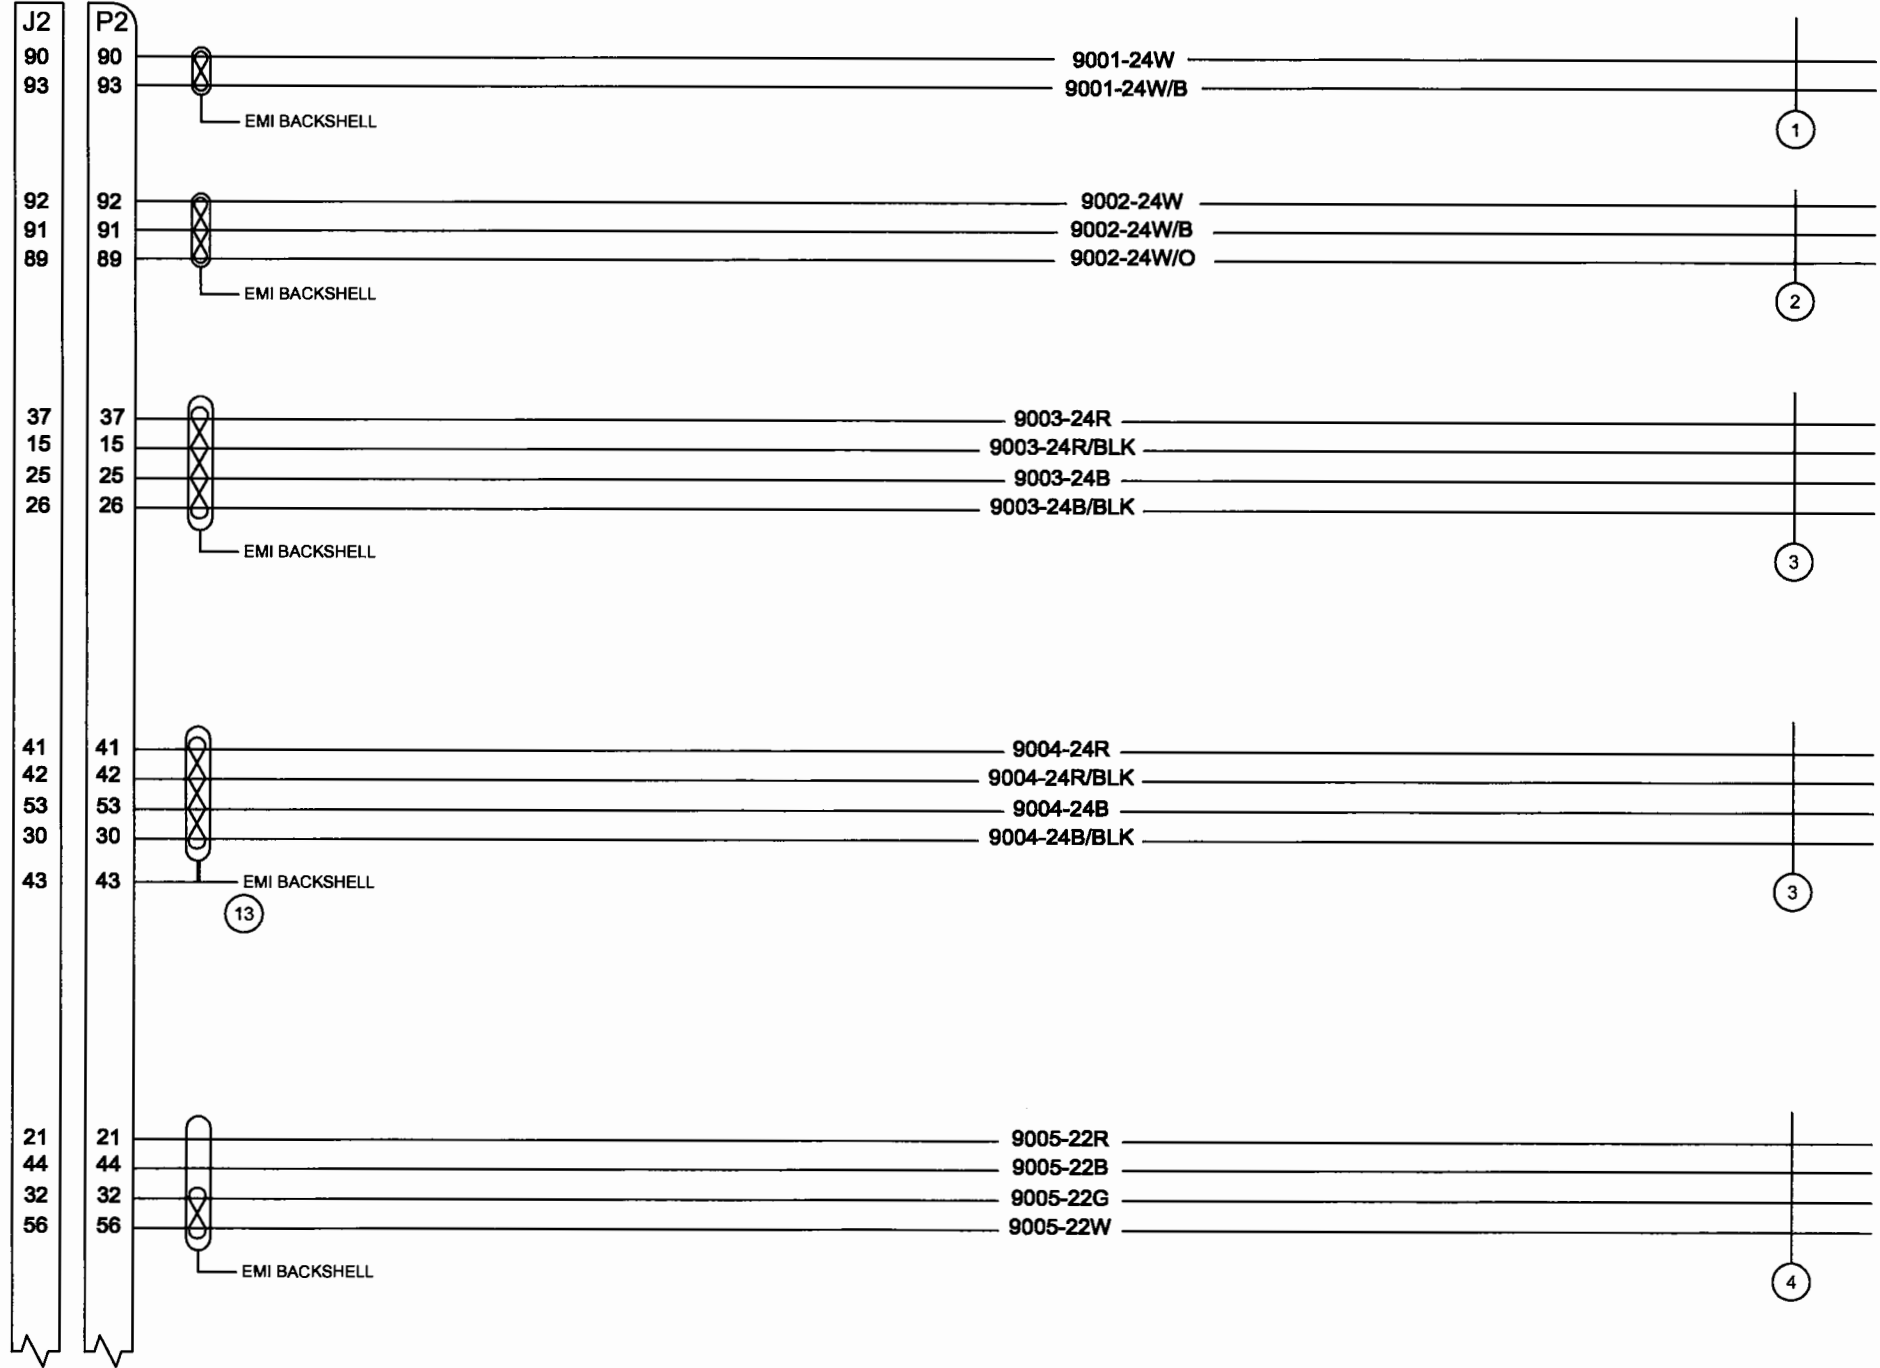 J2 P2
90 90 9001-24W
93 93 9001-24W/B
EMI BACKSHELL 1
92 92 9002-24W
91 91 9002-24W/B
89 89 9002-24W/O
EMI BACKSHELL 2
37 37 9003-24R
15 15 9003-24R/BLK
25 25 9003-24B
26 26 9003-24B/BLK
EMI BACKSHELL 3
41 41 9004-24R
42 42 9004-24R/BLK
53 53 9004-24B
30 30 9004-24B/BLK
43 43 EMI BACKSHELL 3
13
21 21 9005-22R
44 44 9005-22B
32 32 9005-22G
56 56 9005-22W
EMI BACKSHELL 4